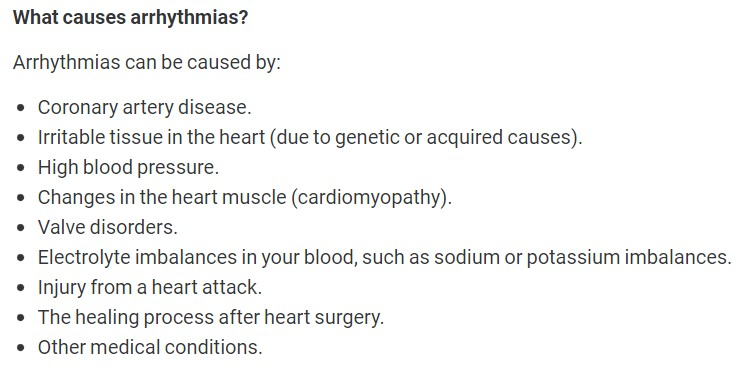 What causes arrhythmias?
Arrhythmias can be caused by:
• Coronary artery disease.
• Irritable tissue in the heart (due to genetic or acquired causes).
• High blood pressure.
• Changes in the heart muscle (cardiomyopathy).
• Valve disorders.
• Electrolyte imbalances in your blood, such as sodium or potassium imbalances.
• Injury from a heart attack.
• The healing process after heart surgery.
• Other medical conditions.